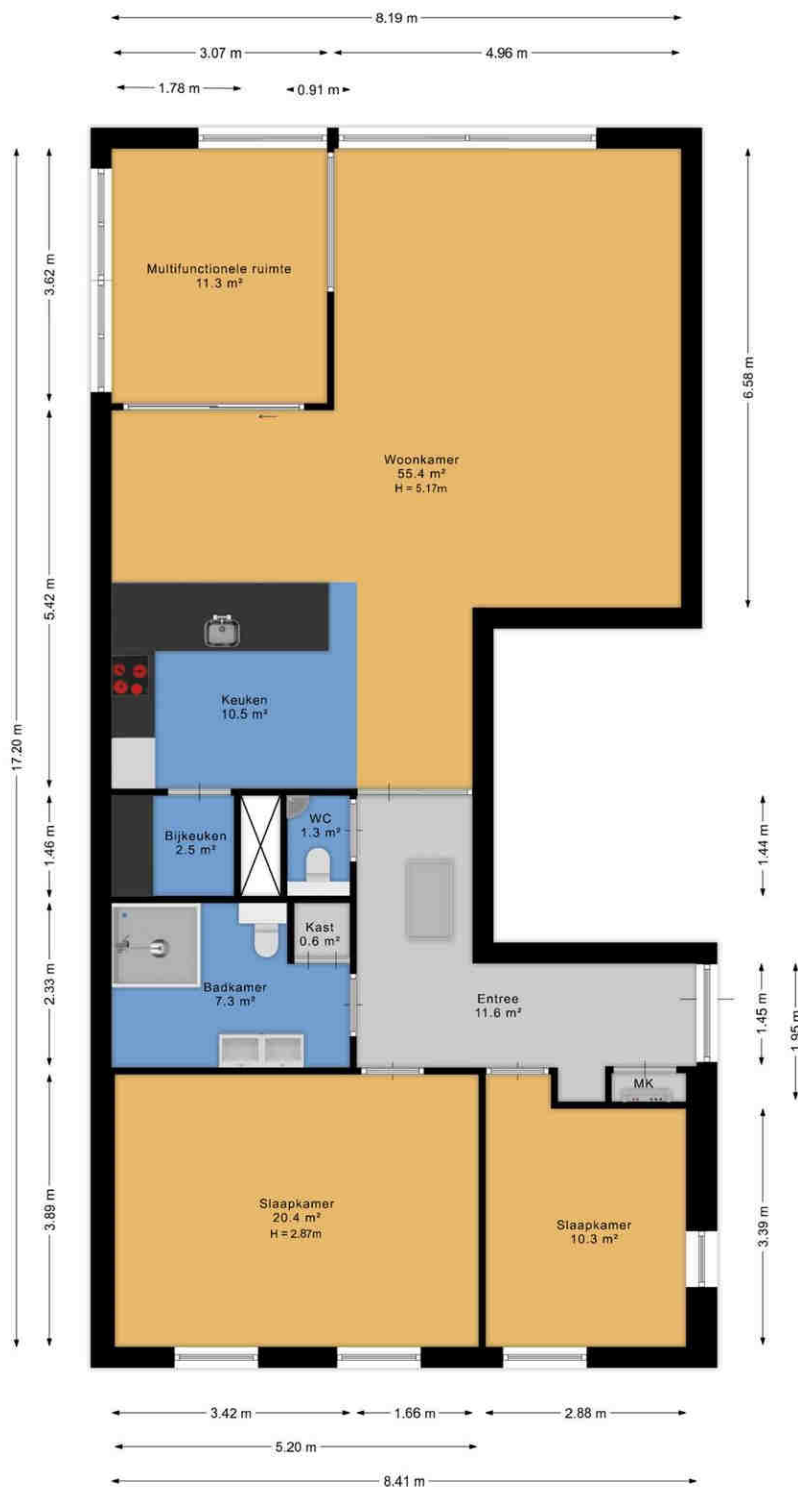 8.19 m
3.07 m
4.96 m
1.78 m
0.91 m
17.20 m
3.62 m
6.58 m
Multifunctionele ruimte
11.3 m²
Woonkamer
55.4 m²
H = 5.17m
5.42 m
Keuken
10.5 m²
1.46 m
Bijkeuken
2.5 m²
WC
1.3 m²
1.44 m
2.33 m
Kast
0.6 m²
Badkamer
7.3 m²
Entree
11.6 m²
1.45 m
1.95 m
MK
3.89 m
Slaapkamer
20.4 m²
H = 2.87m
Slaapkamer
10.3 m²
3.39 m
3.42 m
1.66 m
2.88 m
5.20 m
8.41 m